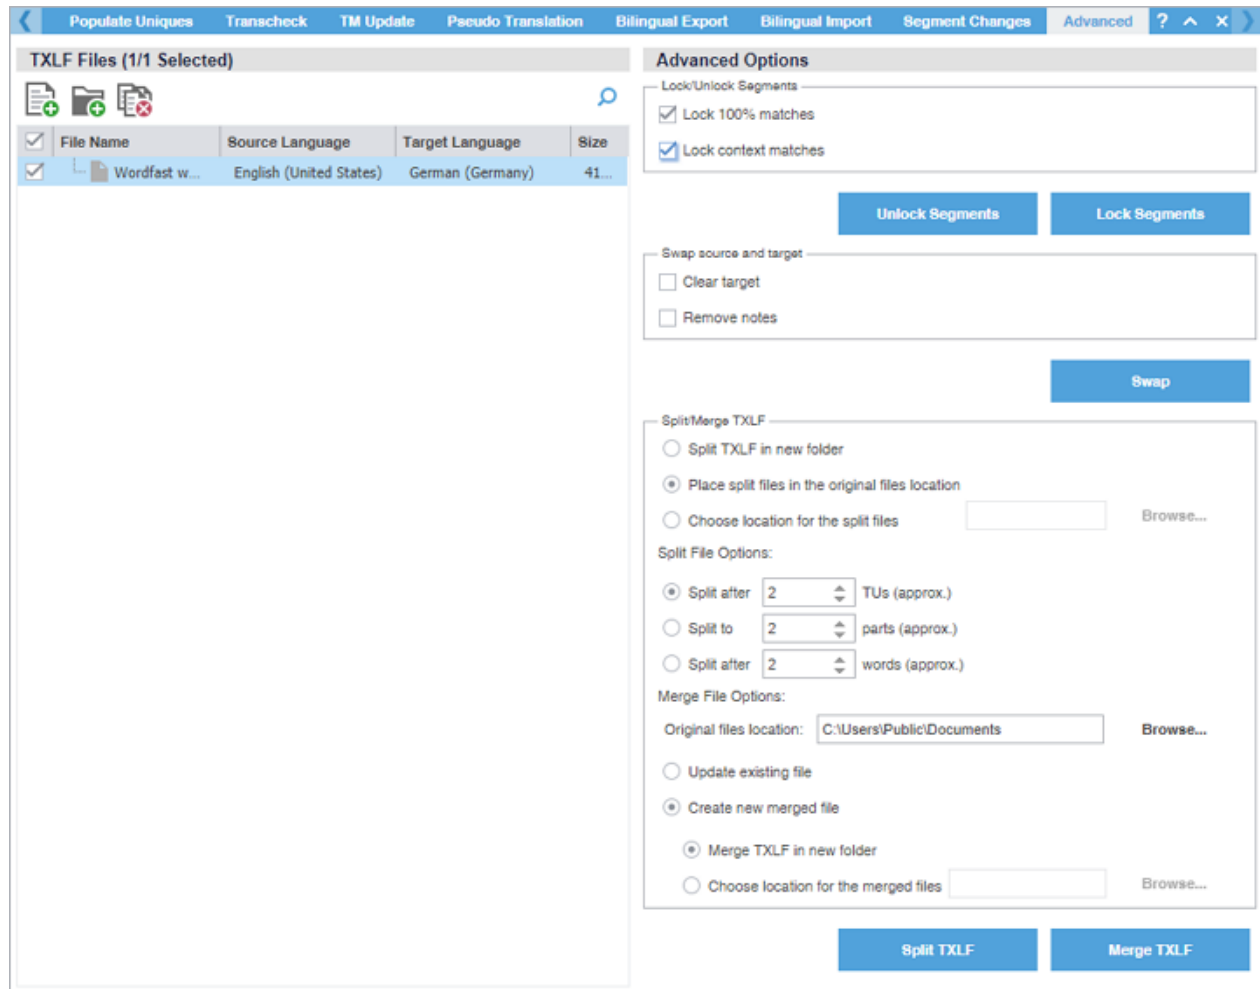 Populate Uniques Transcheck TM Update Pseudo Translation Bilingual Export Bilingual Import Segment Changes Advanced ?
TXLF Files (1/1 Selected)
File Name Source Language Target Language Size
Wordfast w... English (United States) German (Germany) 41...
Advanced Options
Lock/Unlock Segments
Lock 100% matches
Lock context matches
Unlock Segments Lock Segments
Swap source and target
Clear target
Remove notes
Swap
Split/Merge TXLF
Split TXLF in new folder
Place split files in the original files location
Choose location for the split files Browse...
Split File Options:
Split after 2 TUs (approx.)
Split to 2 parts (approx.)
Split after 2 words (approx.)
Merge File Options:
Original files location: C:\Users\Public\Documents Browse...
Update existing file
Create new merged file
Merge TXLF in new folder
Choose location for the merged files Browse...
Split TXLF Merge TXLF